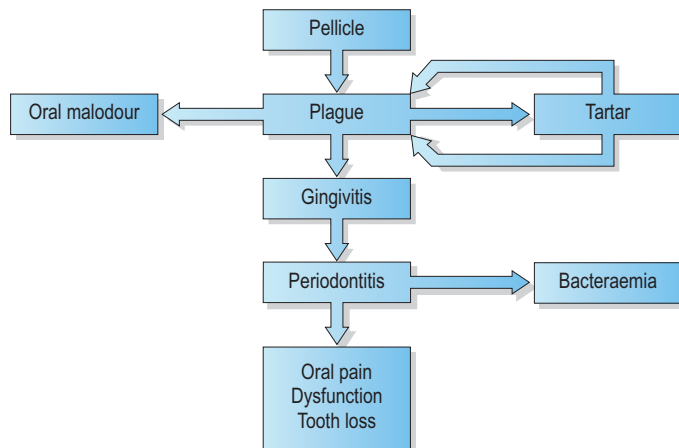 Pellicle
Oral malodour
Plague
Tartar
Gingivitis
Periodontitis
Bacteraemia
Oral pain
Dysfunction
Tooth loss